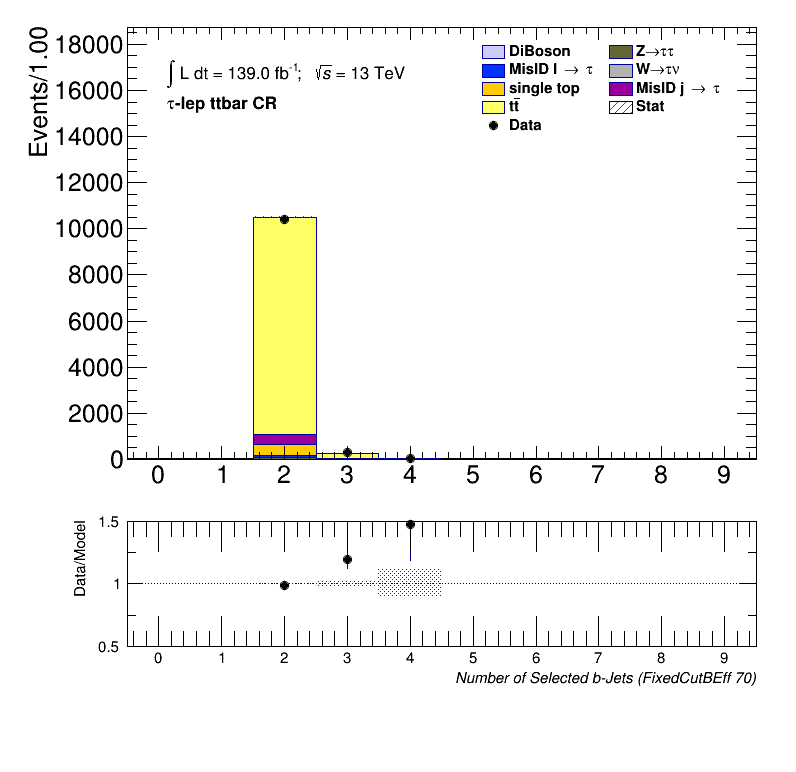 Events/1.00
18000
16000
14000
12000
10000
8000
6000
4000
2000
0
∫ L dt = 139.0 fb⁻¹; √s = 13 TeV
τ-lep ttbar CR
DiBoson
Z→ττ
MisID l → τ
W→τν
single top
MisID j → τ
tt̄
Stat
Data
0 1 2 3 4 5 6 7 8 9
Data/Model
1.5
1
0.5
0 1 2 3 4 5 6 7 8 9
Number of Selected b-Jets (FixedCutBEff 70)